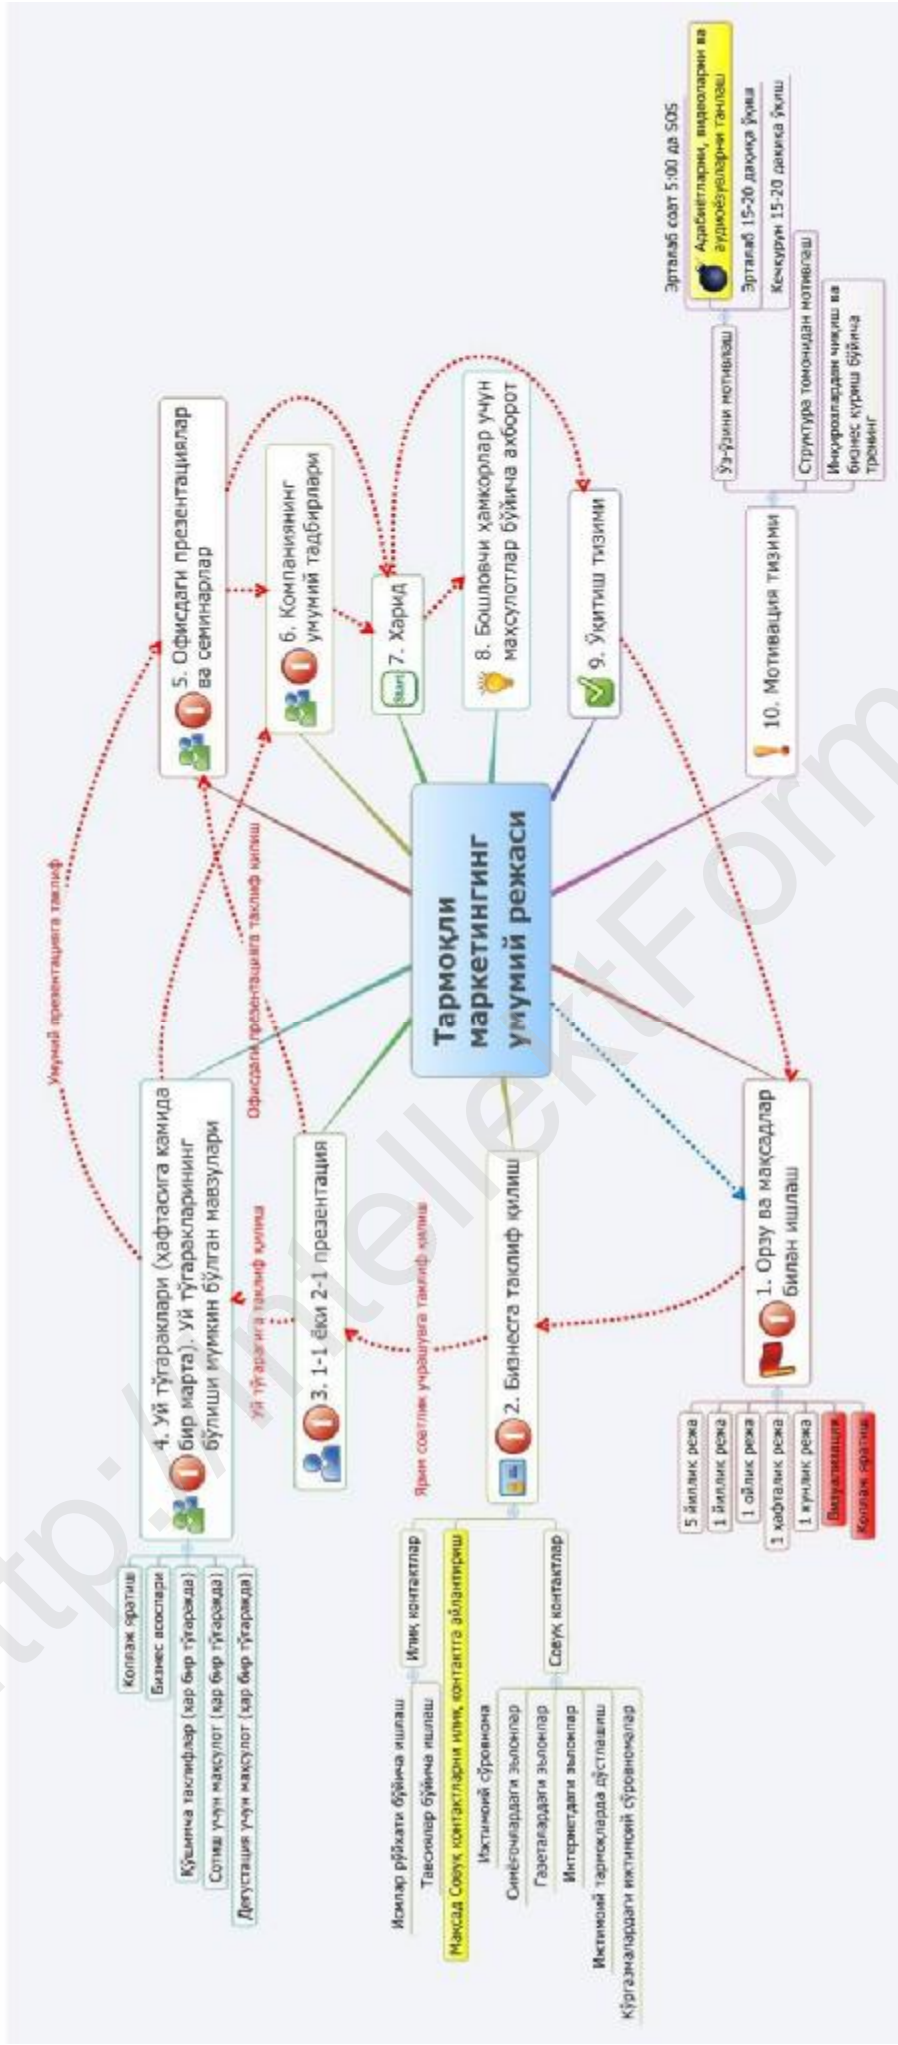 Тармоқли
маркетингнинг
умумий режаси
1. Орзу ва мақсадлар
билан ишлаш
5 йиллик режа
1 йиллик режа
1 ойлик режа
1 ҳафталик режа
1 кунлик режа
Визуализация
Коллаж яратиш
2. Бизнесга таклиф қилиш
Илиқ контактлар
Исмлар рўйхати бўйича ишлаш
Тавсиялар бўйича ишлаш
Мақсад Совуқ контактларни илиқ контактга айлантириш
Совуқ контактлар
Ижтимоий сўровнома
Симёғочлардаги эълонлар
Газеталардаги эълонлар
Интернетдаги эълонлар
Ижтимоий тармоқларда дўстлашиш
Кўргазмалардаги ижтимоий сўровномалар
Ярим соатлик учрашувга таклиф қилиш
3. 1-1 ёки 2-1 презентация
Уй тўгарагига таклиф қилиш
4. Уй тўгараклари (ҳафтасига камида
бир марта). Уй тўгаракларининг
бўлиши мумкин бўлган мавзулари
Коллаж яратиш
Бизнес асослари
Қўшимча таклифлар (ҳар бир тўгаракда)
Сотиш учун маҳсулот (ҳар бир тўгаракда)
Дегустация учун маҳсулот (ҳар бир тўгаракда)
Умумий презентацияга таклиф
Офисдаги презентацияга таклиф қилиш
5. Офисдаги презентациялар
ва семинарлар
6. Компаниянинг
умумий тадбирлари
Start
7. Харид
8. Бошловчи ҳамкорлар учун
маҳсулотлар бўйича ахборот
9. Ўқитиш тизими
10. Мотивация тизими
Ўз-ўзини мотивлаш
Эрталаб соат 5:00 да SOS
Адабиётларни, видеоларни ва
аудиоёзувларни танлаш
Эрталаб 15-20 дақиқа ўқиш
Кечқурун 15-20 дақиқа ўқиш
Структура томонидан мотивлаш
Инқирозлардан чиқиш ва
бизнес қуриш бўйича
тренинг
http://intellektForm